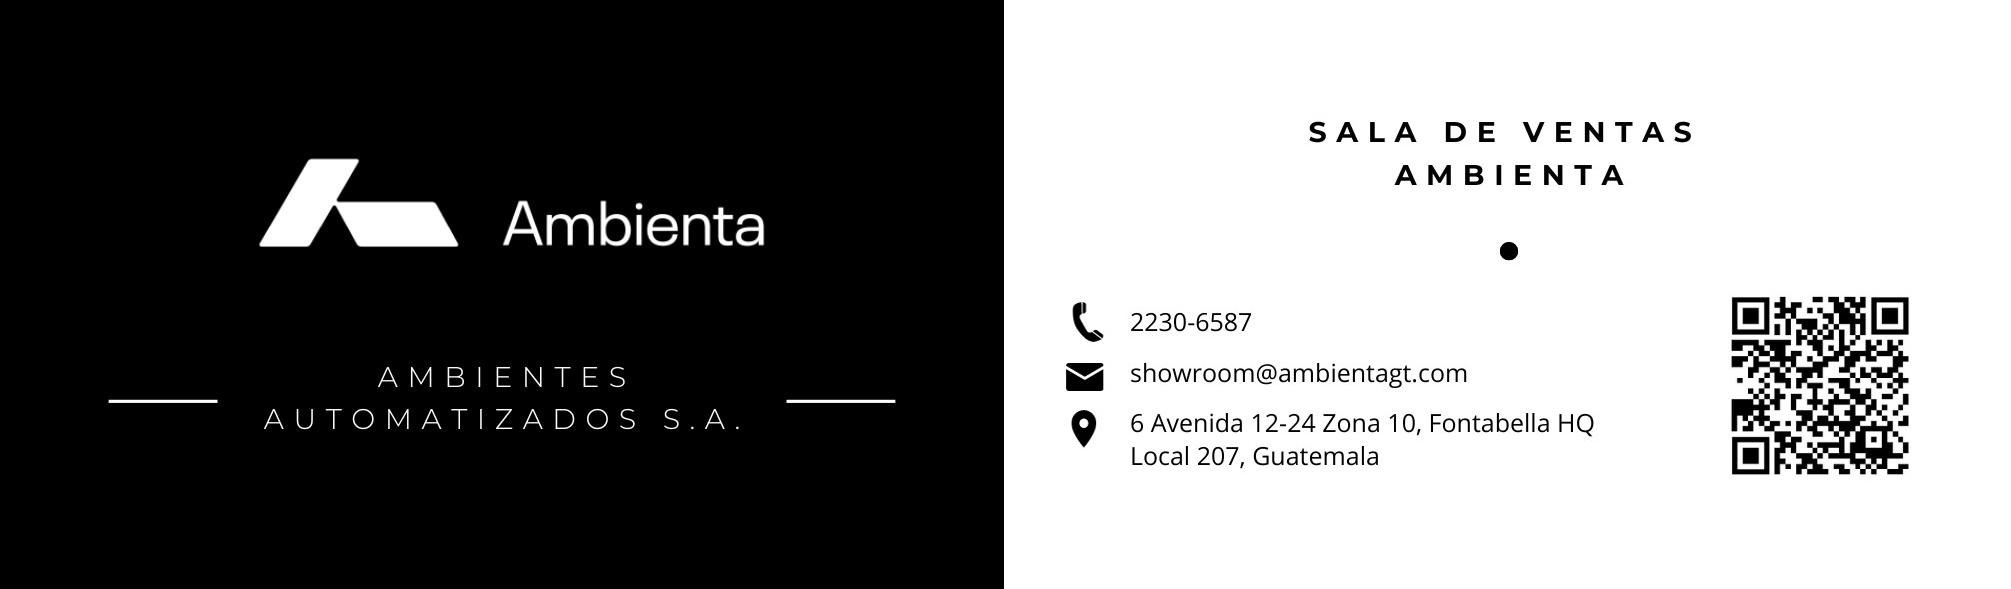 Ambienta
AMBIENTES
AUTOMATIZADOS S.A.
SALA DE VENTAS
AMBIENTA
2230-6587
showroom@ambientagt.com
6 Avenida 12-24 Zona 10, Fontabella HQ
Local 207, Guatemala